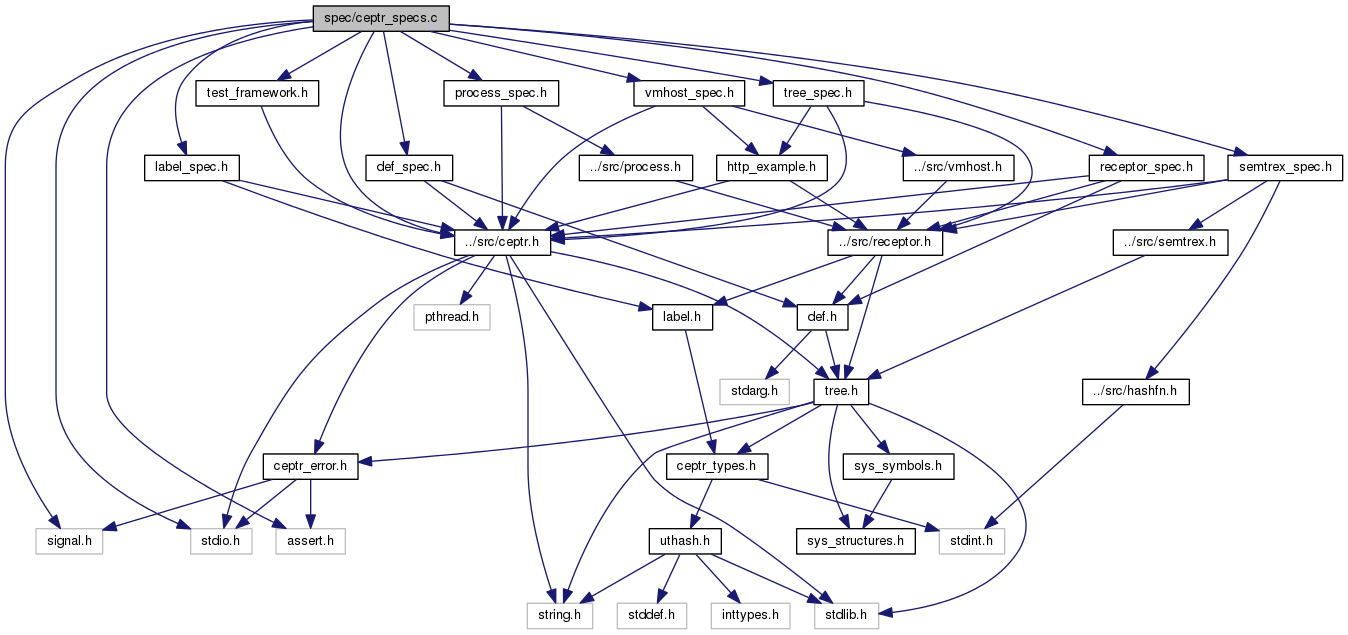 spec/ceptr_specs.c
test_framework.h
process_spec.h
vmhost_spec.h
tree_spec.h
label_spec.h
def_spec.h
../src/process.h
http_example.h
../src/vmhost.h
receptor_spec.h
semtrex_spec.h
../src/ceptr.h
../src/receptor.h
../src/semtrex.h
pthread.h
label.h
def.h
stdarg.h
tree.h
../src/hashfn.h
ceptr_error.h
ceptr_types.h
sys_symbols.h
signal.h
stdio.h
assert.h
uthash.h
sys_structures.h
stdint.h
string.h
stddef.h
inttypes.h
stdlib.h